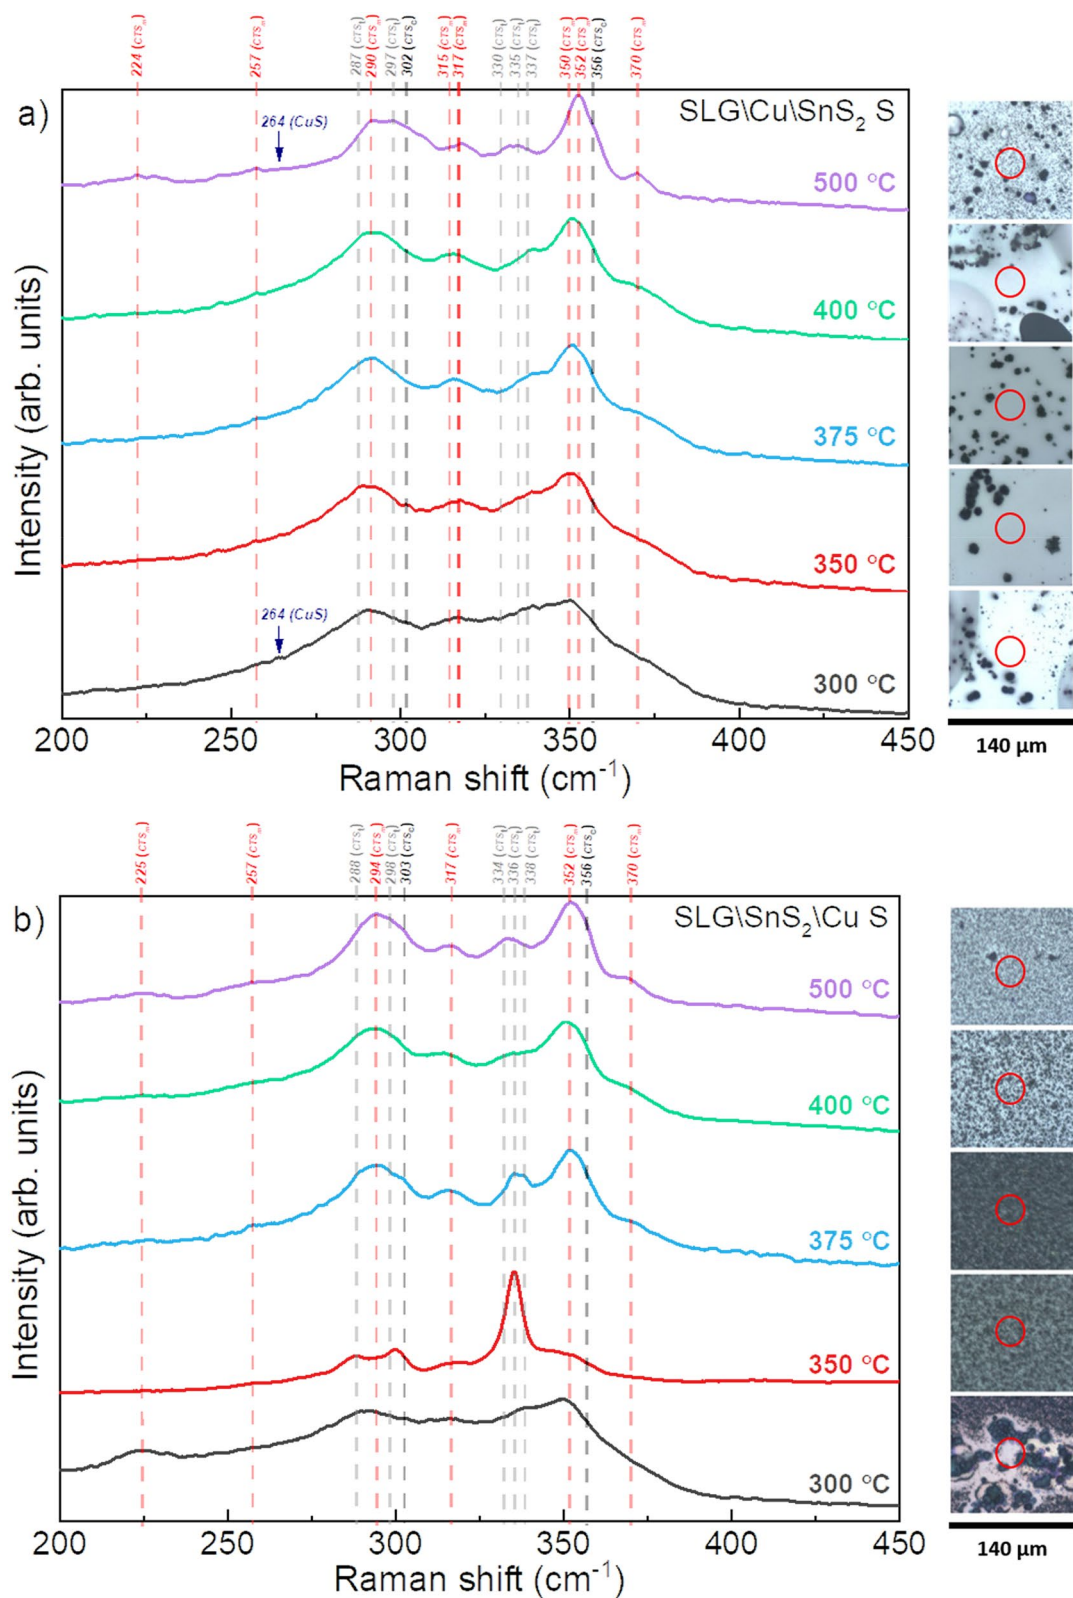 224 (CTSm)
257 (CTSm)
287 (CTSt)
290 (CTSm)
297 (CTSt)
302 (CTSc)
315 (CTSm)
317 (CTSm)
330 (CTSt)
335 (CTSt)
337 (CTSt)
350 (CTSm)
352 (CTSm)
356 (CTSc)
370 (CTSm)
a)
SLG\Cu\SnS₂ S
264 (CuS)
500 °C
400 °C
375 °C
350 °C
264 (CuS)
300 °C
Intensity (arb. units)
200 250 300 350 400 450
Raman shift (cm⁻¹)
140 µm
225 (CTSm)
257 (CTSm)
288 (CTSt)
294 (CTSm)
298 (CTSt)
303 (CTSc)
317 (CTSm)
334 (CTSt)
336 (CTSt)
338 (CTSt)
352 (CTSm)
356 (CTSc)
370 (CTSm)
b)
SLG\SnS₂\Cu S
500 °C
400 °C
375 °C
350 °C
300 °C
Intensity (arb. units)
200 250 300 350 400 450
Raman shift (cm⁻¹)
140 µm